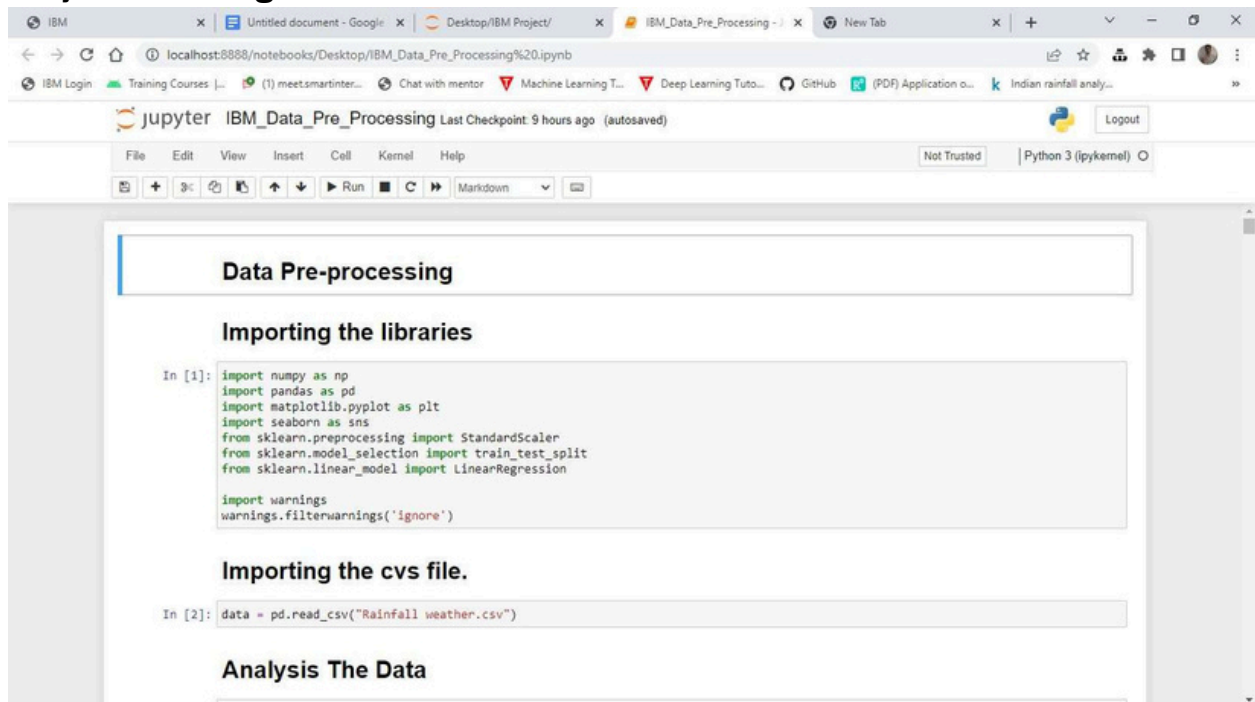 IBM
Untitled document - Google
Desktop/IBM Project/
IBM_Data_Pre_Processing - J
New Tab
localhost:8888/notebooks/Desktop/IBM_Data_Pre_Processing%20.ipynb
IBM Login
Training Courses |...
(1) meet.smartinter...
Chat with mentor
Machine Learning T...
Deep Learning Tuto...
GitHub
(PDF) Application o...
Indian rainfall analy...
jupyter IBM_Data_Pre_Processing Last Checkpoint: 9 hours ago (autosaved)
Logout
File Edit View Insert Cell Kernel Help
Not Trusted
Python 3 (ipykernel)
Run
Markdown
Data Pre-processing
Importing the libraries
In [1]: import numpy as np
import pandas as pd
import matplotlib.pyplot as plt
import seaborn as sns
from sklearn.preprocessing import StandardScaler
from sklearn.model_selection import train_test_split
from sklearn.linear_model import LinearRegression
import warnings
warnings.filterwarnings('ignore')
Importing the cvs file.
In [2]: data = pd.read_csv("Rainfall weather.csv")
Analysis The Data